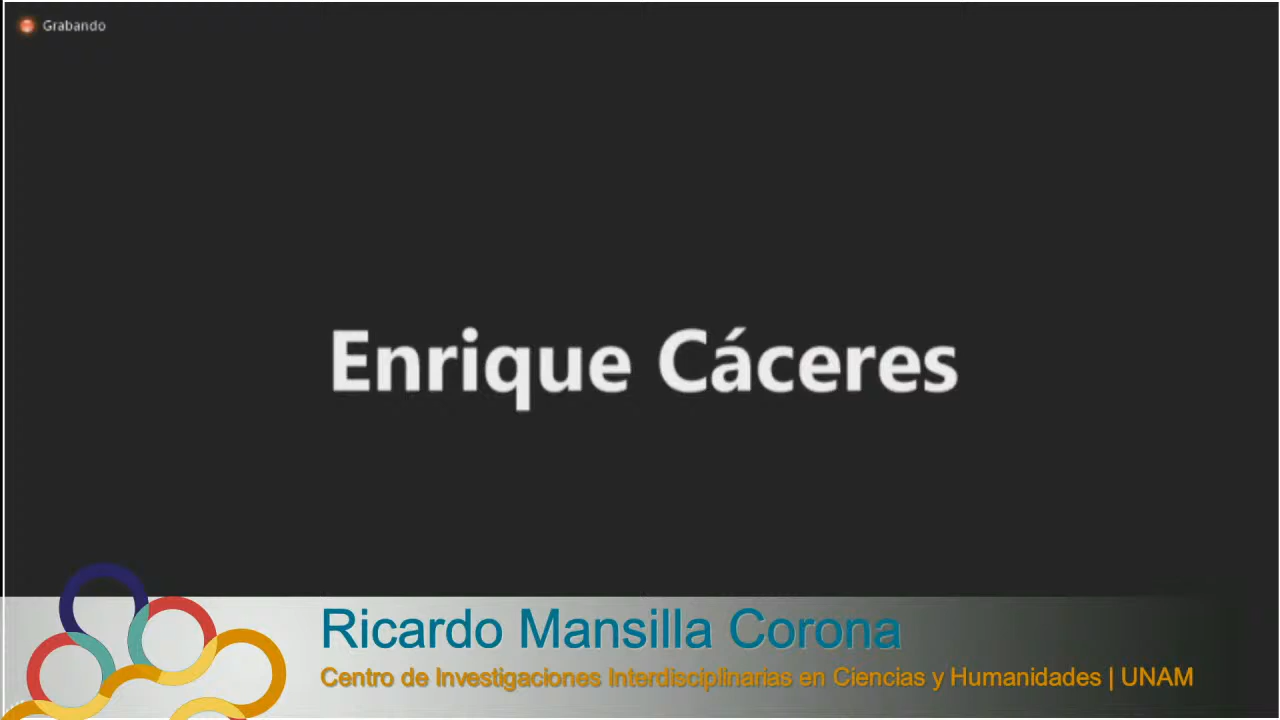 Grabando
Enrique Cáceres
Ricardo Mansilla Corona
Centro de Investigaciones Interdisciplinarias en Ciencias y Humanidades | UNAM